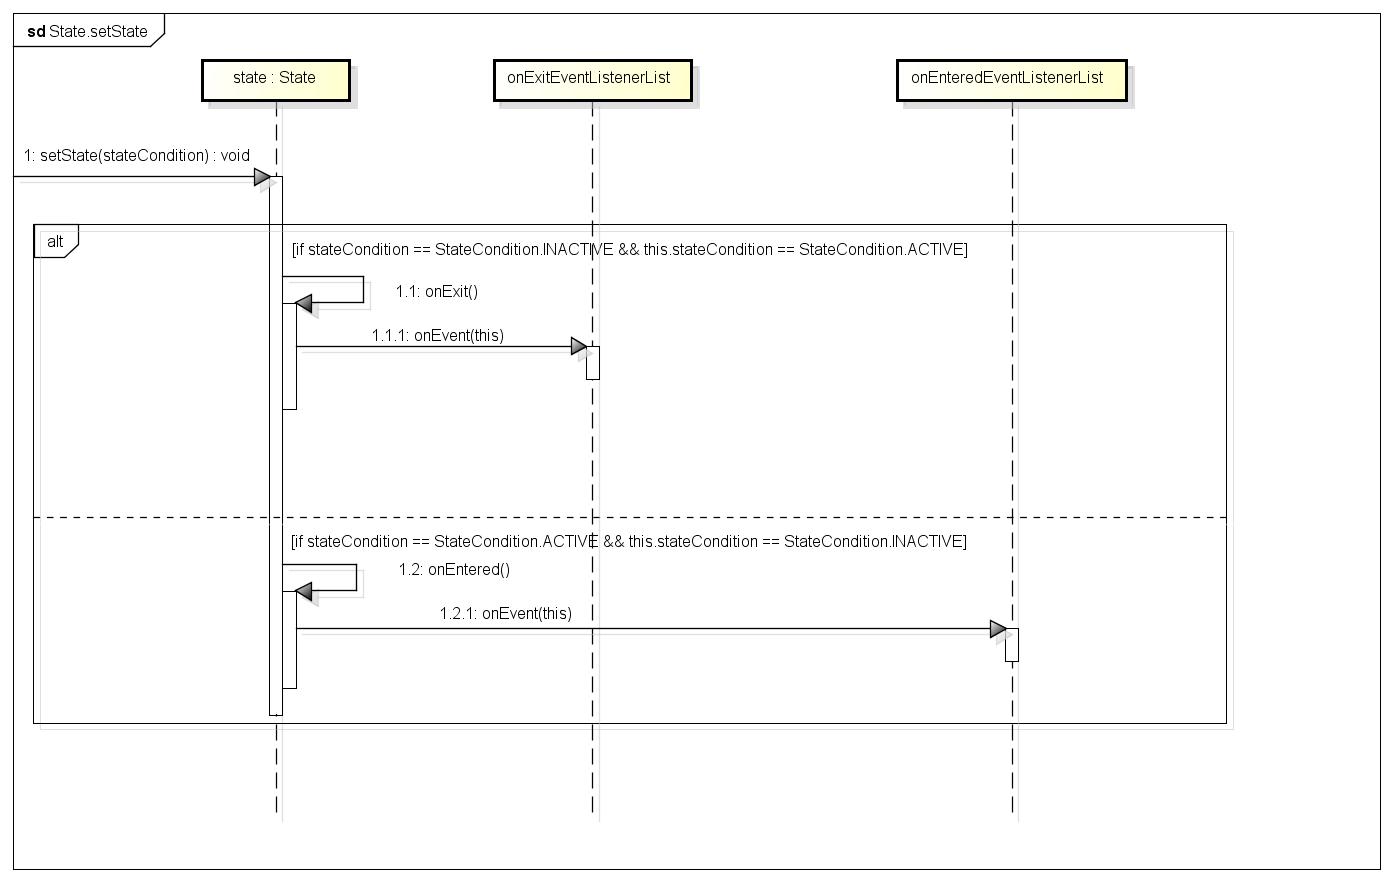 sd State.setState
state : State
onExitEventListenerList
onEnteredEventListenerList
1: setState(stateCondition) : void
alt
[if stateCondition == StateCondition.INACTIVE && this.stateCondition == StateCondition.ACTIVE]
1.1: onExit()
1.1.1: onEvent(this)
[if stateCondition == StateCondition.ACTIVE && this.stateCondition == StateCondition.INACTIVE]
1.2: onEntered()
1.2.1: onEvent(this)